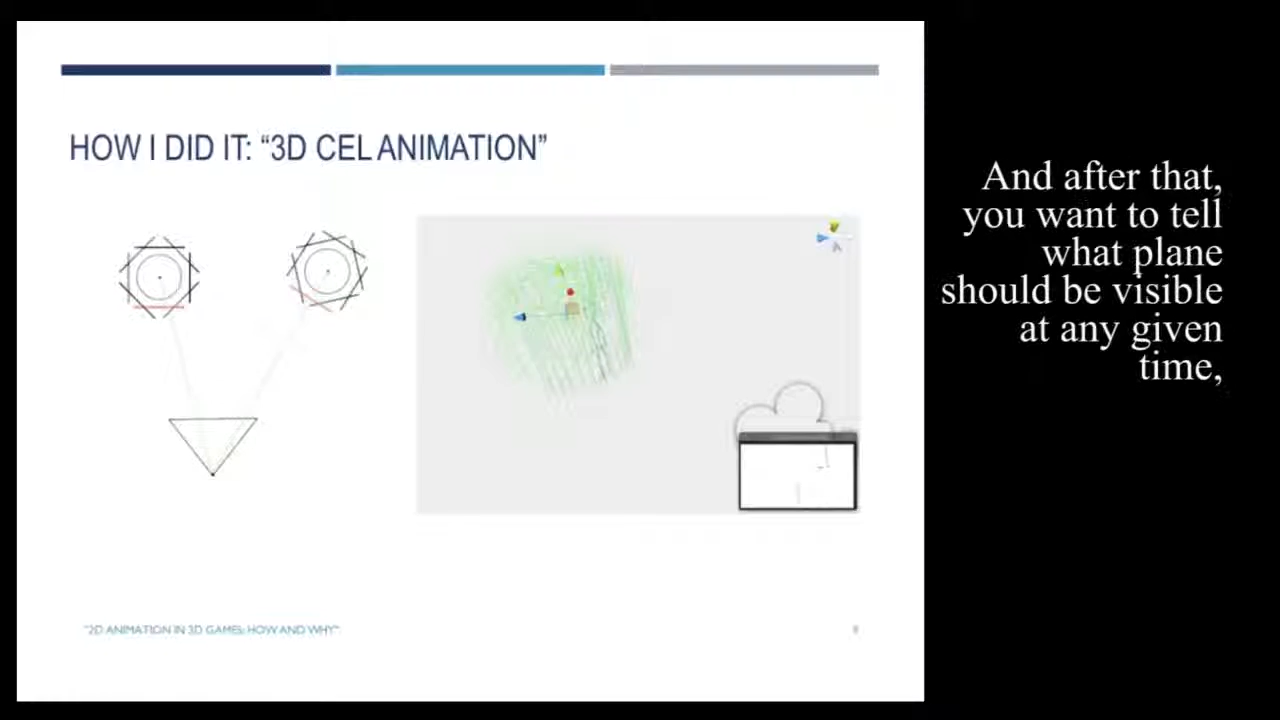 HOW I DID IT: “3D CEL ANIMATION”
And after that,
you want to tell
what plane
should be visible
at any given
time,
"2D ANIMATION IN 3D GAMES: HOW AND WHY"